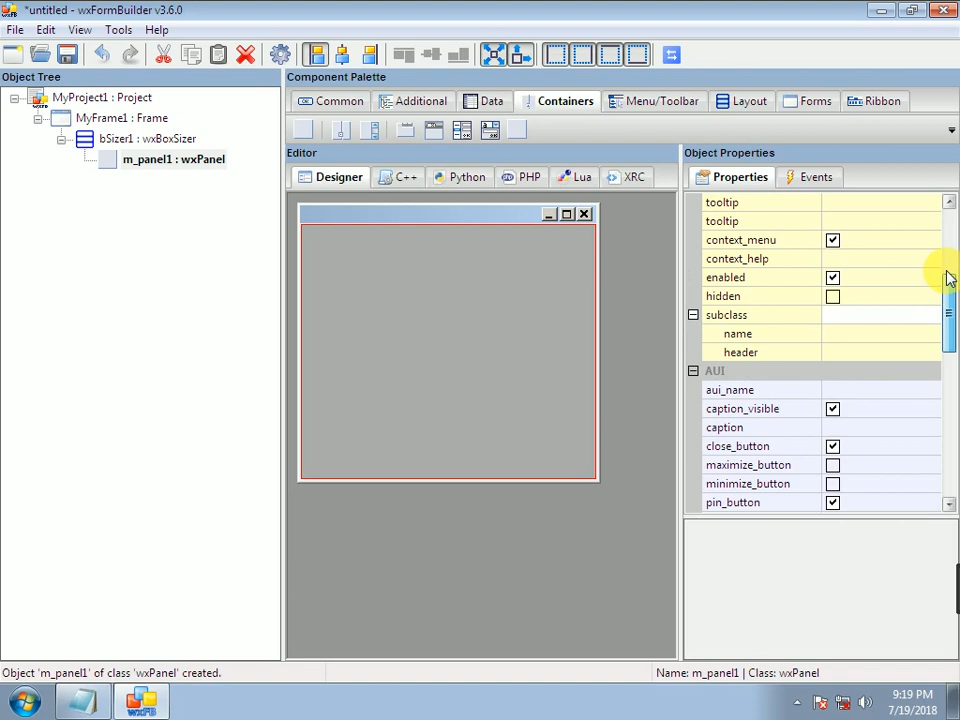 *untitled - wxFormBuilder v3.6.0
File Edit View Tools Help
Object Tree
MyProject1 : Project
MyFrame1 : Frame
bSizer1 : wxBoxSizer
m_panel1 : wxPanel
Component Palette
Common Additional Data Containers Menu/Toolbar Layout Forms Ribbon
Editor
Designer C++ Python PHP Lua XRC
Object Properties
Properties Events
tooltip
tooltip
context_menu
context_help
enabled
hidden
subclass
name
header
AUI
aui_name
caption_visible
caption
close_button
maximize_button
minimize_button
pin_button
Object 'm_panel1' of class 'wxPanel' created.
Name: m_panel1 | Class: wxPanel
9:19 PM
7/19/2018